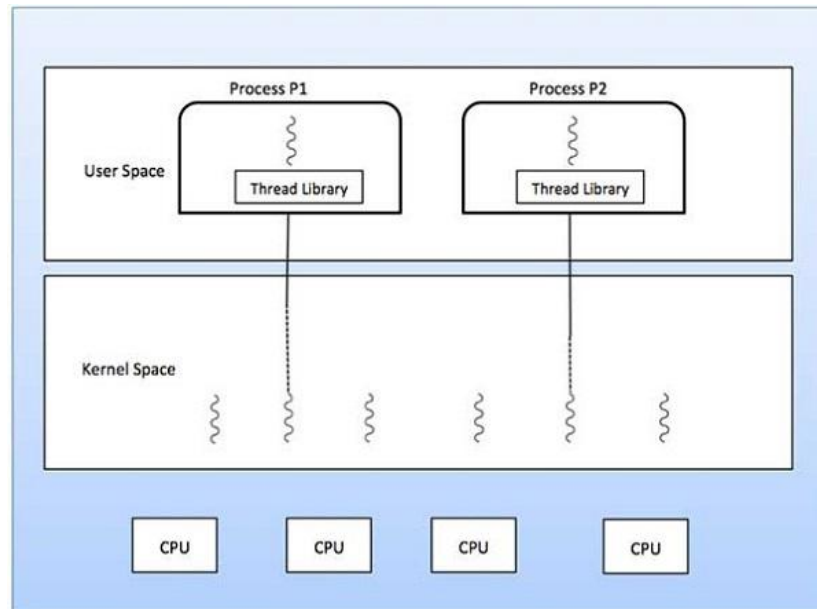 Process P1
Process P2
User Space
Thread Library
Thread Library
Kernel Space
CPU
CPU
CPU
CPU